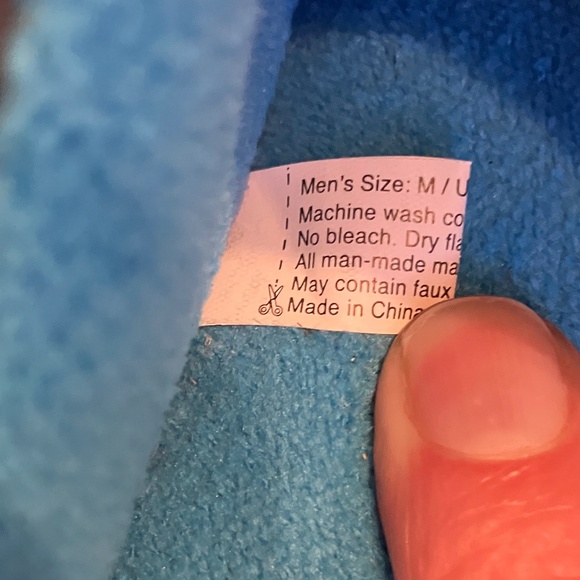 Men's Size: M / U
Machine wash co
No bleach. Dry fla
All man-made ma
May contain faux
Made in China